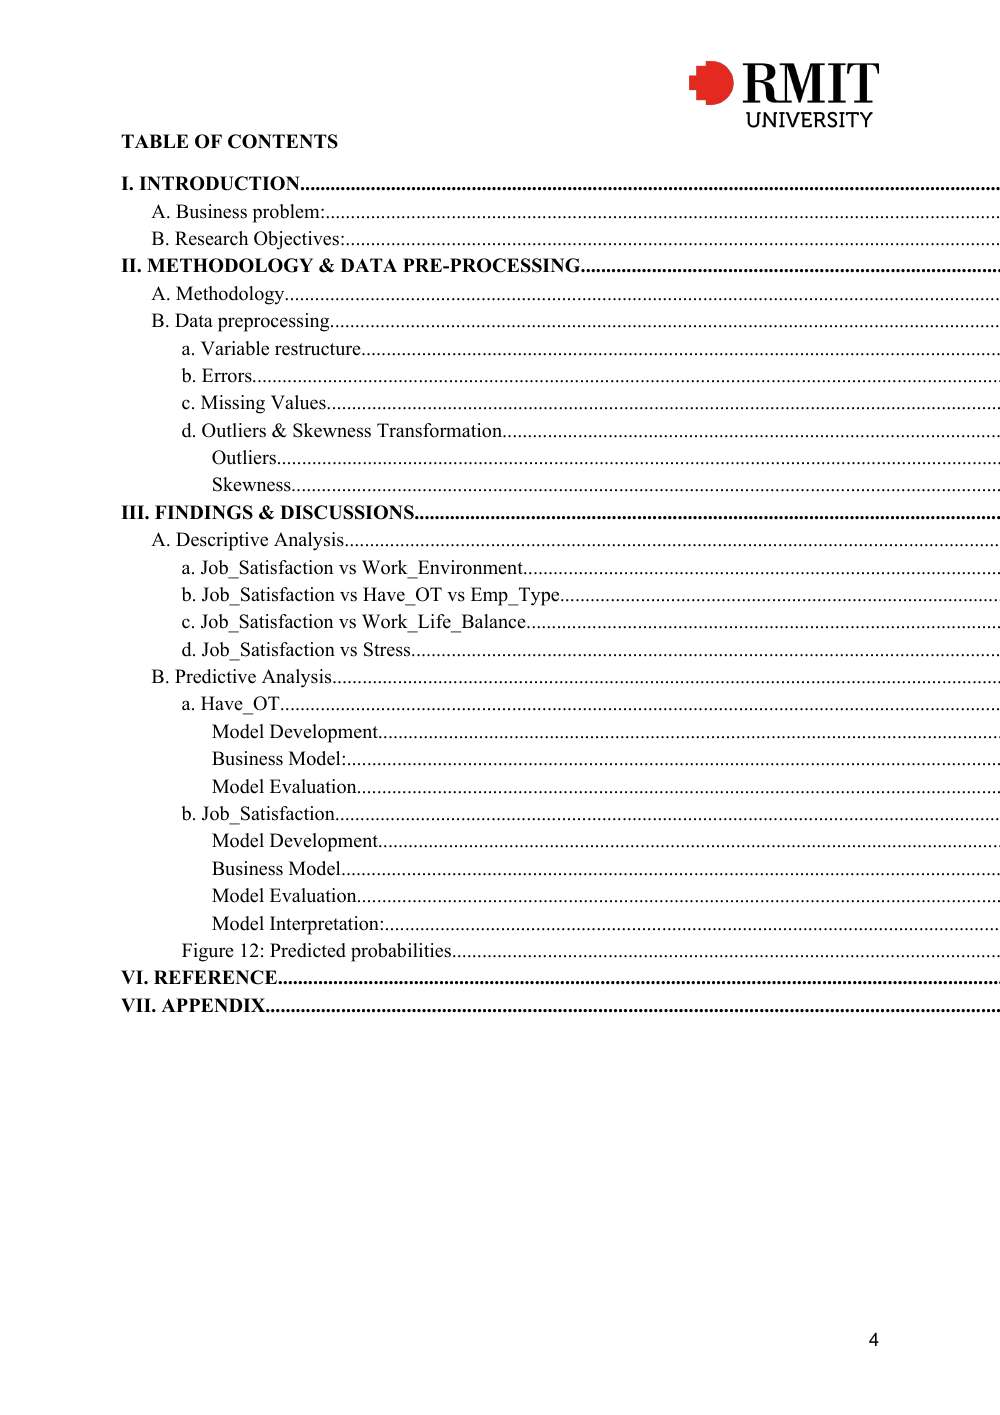 RMIT
UNIVERSITY
TABLE OF CONTENTS
I. INTRODUCTION...............................................................
A. Business problem:...............................................................
B. Research Objectives:...............................................................
II. METHODOLOGY & DATA PRE-PROCESSING...............................................................
A. Methodology...............................................................
B. Data preprocessing...............................................................
a. Variable restructure...............................................................
b. Errors...............................................................
c. Missing Values...............................................................
d. Outliers & Skewness Transformation...............................................................
Outliers...............................................................
Skewness...............................................................
III. FINDINGS & DISCUSSIONS...............................................................
A. Descriptive Analysis...............................................................
a. Job_Satisfaction vs Work_Environment...............................................................
b. Job_Satisfaction vs Have_OT vs Emp_Type...............................................................
c. Job_Satisfaction vs Work_Life_Balance...............................................................
d. Job_Satisfaction vs Stress...............................................................
B. Predictive Analysis...............................................................
a. Have_OT...............................................................
Model Development...............................................................
Business Model:...............................................................
Model Evaluation...............................................................
b. Job_Satisfaction...............................................................
Model Development...............................................................
Business Model...............................................................
Model Evaluation...............................................................
Model Interpretation:...............................................................
Figure 12: Predicted probabilities...............................................................
VI. REFERENCE...............................................................
VII. APPENDIX...............................................................
4